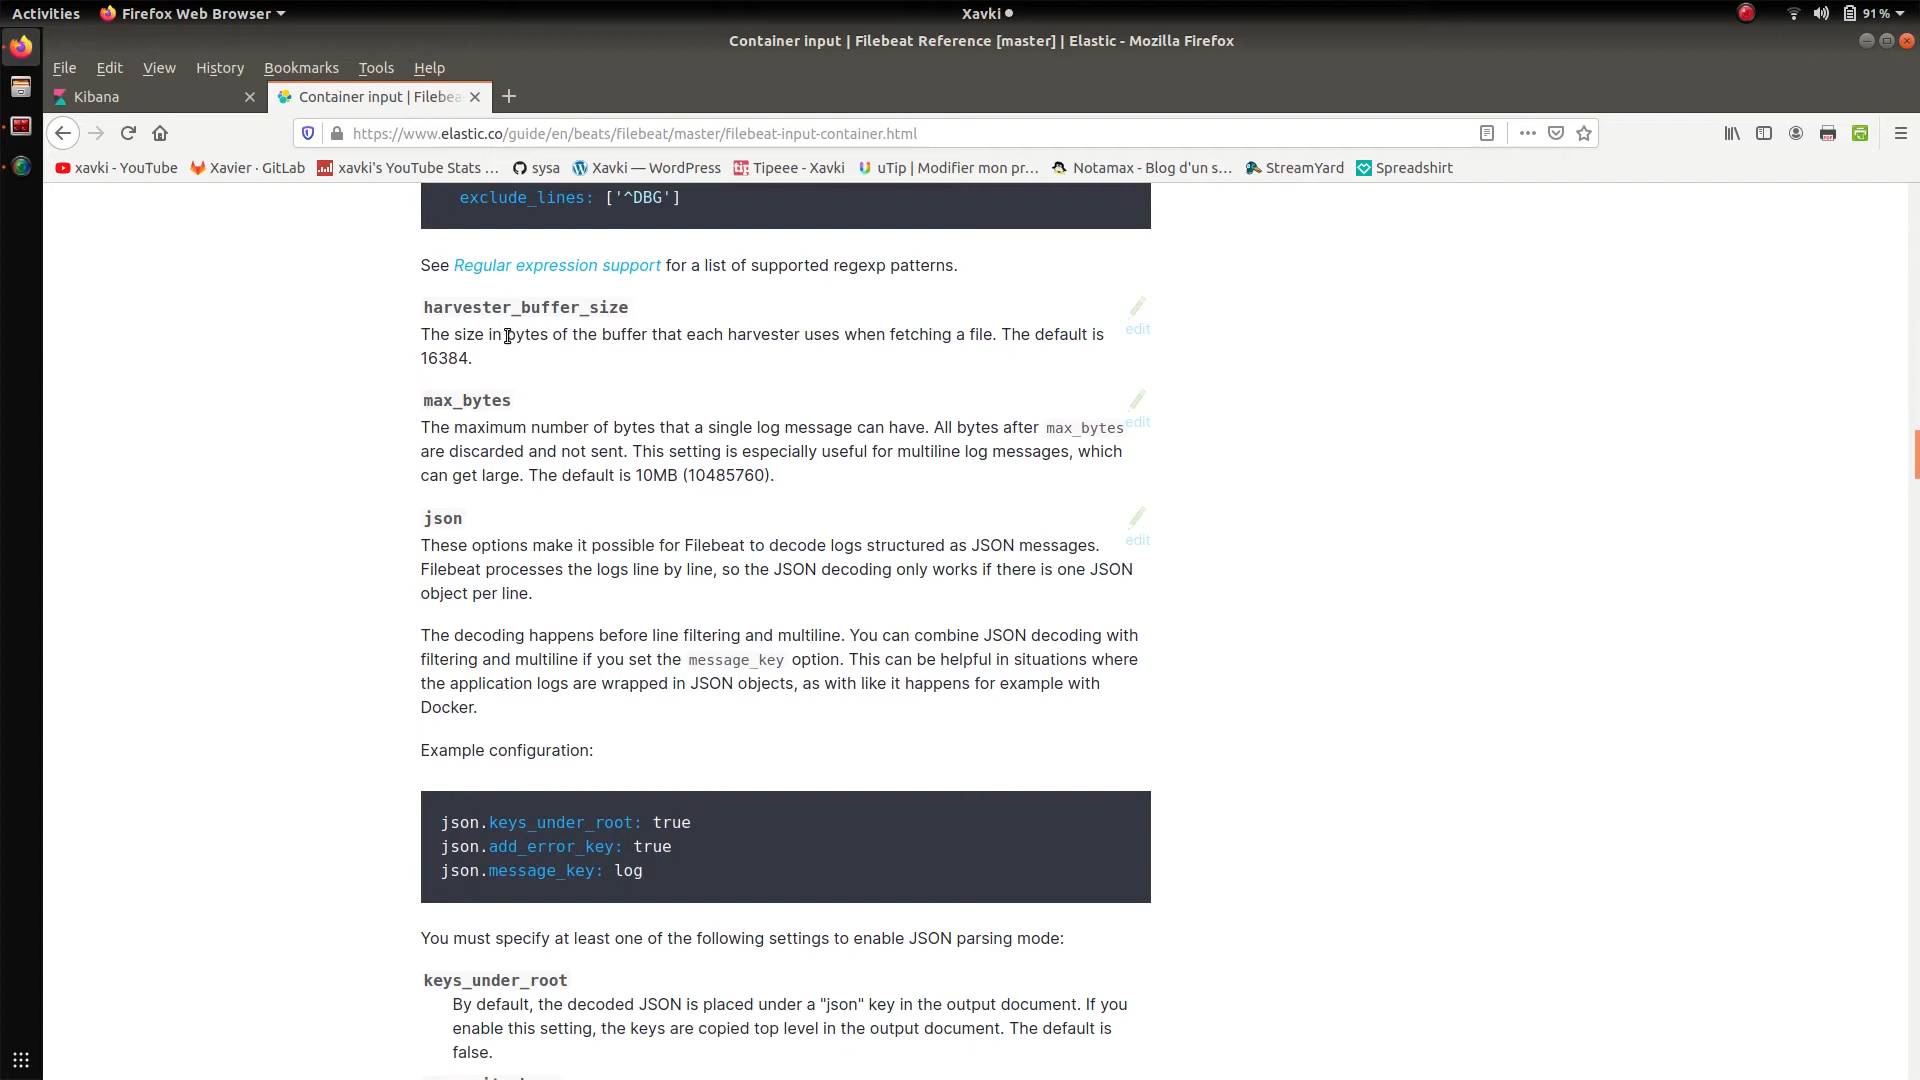 Activities Firefox Web Browser Xavki 91 %
Container input | Filebeat Reference [master] | Elastic - Mozilla Firefox
File Edit View History Bookmarks Tools Help
Kibana Container input | Filebea
https://www.elastic.co/guide/en/beats/filebeat/master/filebeat-input-container.html
xavki - YouTube Xavier · GitLab xavki's YouTube Stats ... sysa Xavki — WordPress Tipeee - Xavki uTip | Modifier mon pr... Notamax - Blog d'un s... StreamYard Spreadshirt
exclude_lines: ['^DBG']
See Regular expression support for a list of supported regexp patterns.
harvester_buffer_size
edit
The size in bytes of the buffer that each harvester uses when fetching a file. The default is
16384.
max_bytes
edit
The maximum number of bytes that a single log message can have. All bytes after max_bytes
are discarded and not sent. This setting is especially useful for multiline log messages, which
can get large. The default is 10MB (10485760).
json
edit
These options make it possible for Filebeat to decode logs structured as JSON messages.
Filebeat processes the logs line by line, so the JSON decoding only works if there is one JSON
object per line.
The decoding happens before line filtering and multiline. You can combine JSON decoding with
filtering and multiline if you set the message_key option. This can be helpful in situations where
the application logs are wrapped in JSON objects, as with like it happens for example with
Docker.
Example configuration:
json.keys_under_root: true
json.add_error_key: true
json.message_key: log
You must specify at least one of the following settings to enable JSON parsing mode:
keys_under_root
By default, the decoded JSON is placed under a "json" key in the output document. If you
enable this setting, the keys are copied top level in the output document. The default is
false.